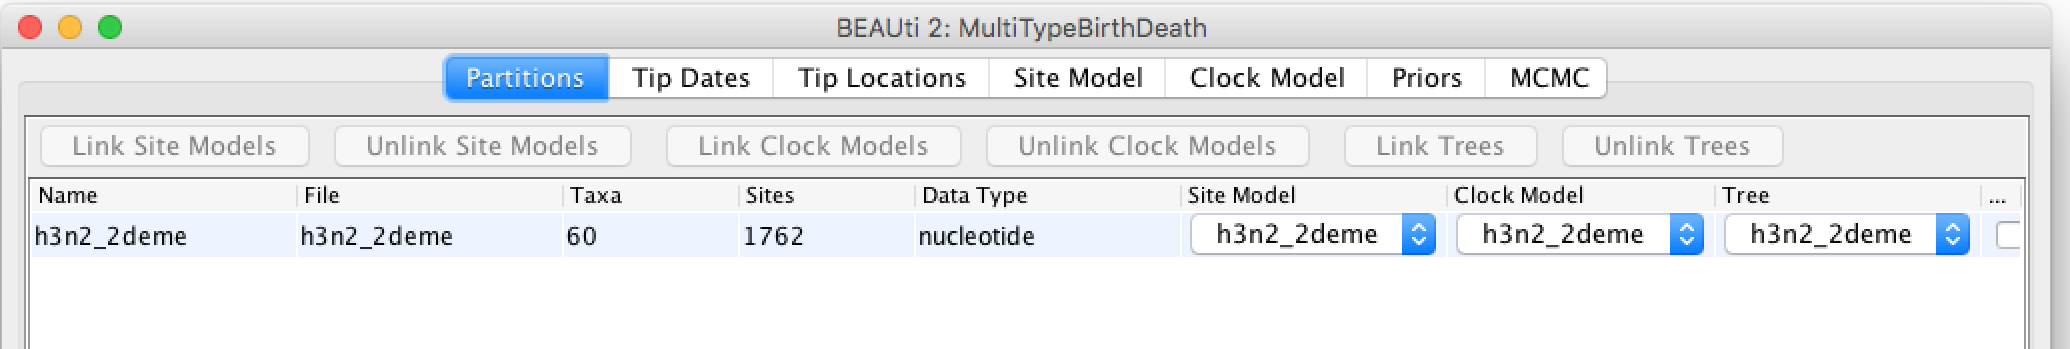 BEAUti 2: MultiTypeBirthDeath
Partitions Tip Dates Tip Locations Site Model Clock Model Priors MCMC
Link Site Models Unlink Site Models Link Clock Models Unlink Clock Models Link Trees Unlink Trees
Name File Taxa Sites Data Type Site Model Clock Model Tree ...
h3n2_2deme h3n2_2deme 60 1762 nucleotide h3n2_2deme h3n2_2deme h3n2_2deme